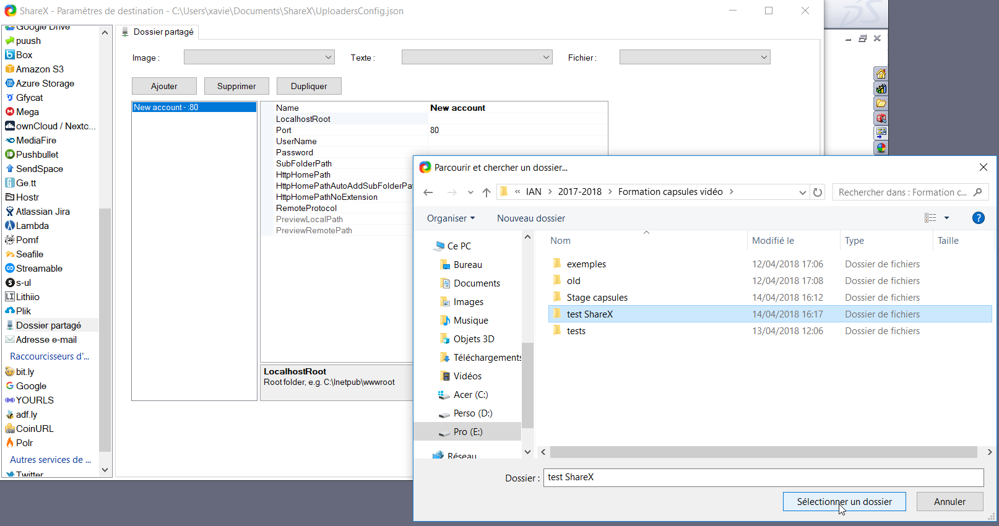 ShareX - Paramètres de destination - C:\Users\xavie\Documents\ShareX\UploadersConfig.json
Google Drive
puush
Box
Amazon S3
Azure Storage
Gfycat
Mega
ownCloud / Nextc...
MediaFire
Pushbullet
SendSpace
Ge.tt
Hostr
Atlassian Jira
Lambda
Pomf
Seafile
Streamable
s-ul
Lithiio
Plik
Dossier partagé
Adresse e-mail
Raccourcisseurs d'...
bit.ly
Google
YOURLS
adf.ly
CoinURL
Polr
Autres services de ...
Twitter
Dossier partagé
Image :
Texte :
Fichier :
Ajouter
Supprimer
Dupliquer
New account - :80
Name New account
LocalhostRoot
Port 80
UserName
Password
SubFolderPath
HttpHomePath
HttpHomePathAutoAddSubFolderPa
HttpHomePathNoExtension
RemoteProtocol
PreviewLocalPath
PreviewRemotePath
LocalhostRoot
Root folder, e.g. C:\Inetpub\wwwroot
Parcourir et chercher un dossier...
« IAN > 2017-2018 > Formation capsules vidéo >
Rechercher dans : Formation c...
Organiser
Nouveau dossier
?
Ce PC
Bureau
Documents
Images
Musique
Objets 3D
Téléchargements
Vidéos
Acer (C:)
Perso (D:)
Pro (E:)
Réseau
Nom Modifié le Type Taille
exemples 12/04/2018 17:06 Dossier de fichiers
old 12/04/2018 17:08 Dossier de fichiers
Stage capsules 14/04/2018 16:12 Dossier de fichiers
test ShareX 14/04/2018 16:17 Dossier de fichiers
tests 13/04/2018 12:06 Dossier de fichiers
Dossier : test ShareX
Sélectionner un dossier
Annuler